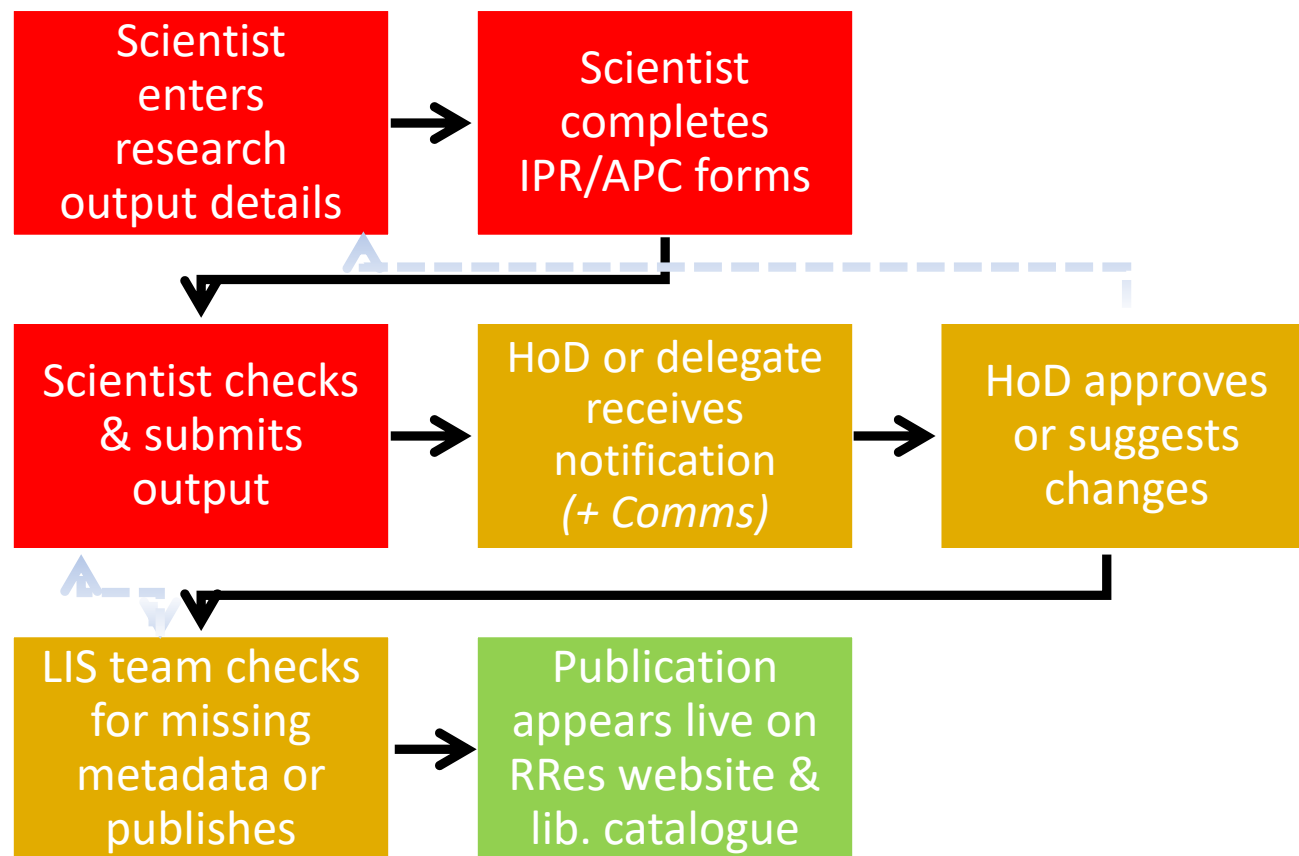 Scientist
enters
research
output details
Scientist
completes
IPR/APC forms
Scientist checks
& submits
output
HoD or delegate
receives
notification
(+ Comms)
HoD approves
or suggests
changes
LIS team checks
for missing
metadata or
publishes
Publication
appears live on
RRes website &
lib. catalogue